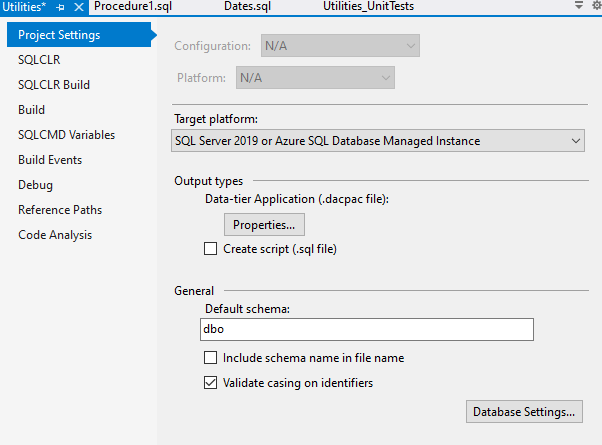 Utilities* Procedure1.sql Dates.sql Utilities_UnitTests
Project Settings
SQLCLR
SQLCLR Build
Build
SQLCMD Variables
Build Events
Debug
Reference Paths
Code Analysis
Configuration: N/A
Platform: N/A
Target platform:
SQL Server 2019 or Azure SQL Database Managed Instance
Output types
Data-tier Application (.dacpac file):
Properties...
Create script (.sql file)
General
Default schema:
dbo
Include schema name in file name
Validate casing on identifiers
Database Settings...